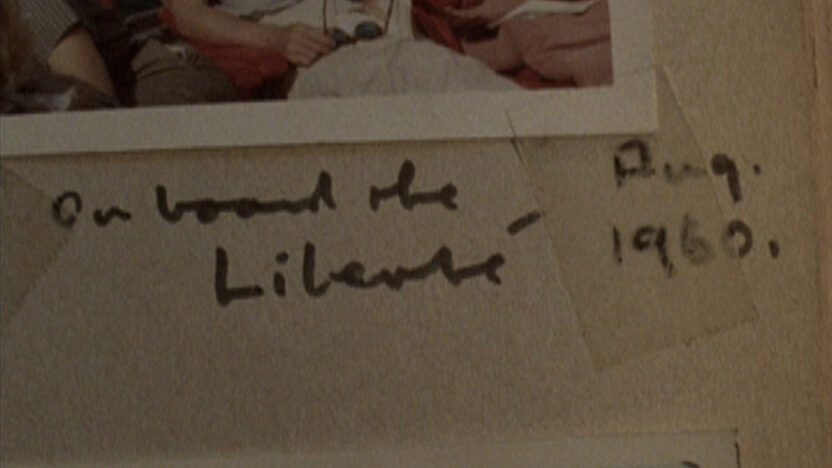 On board the Aug.
Liberté - 1960.